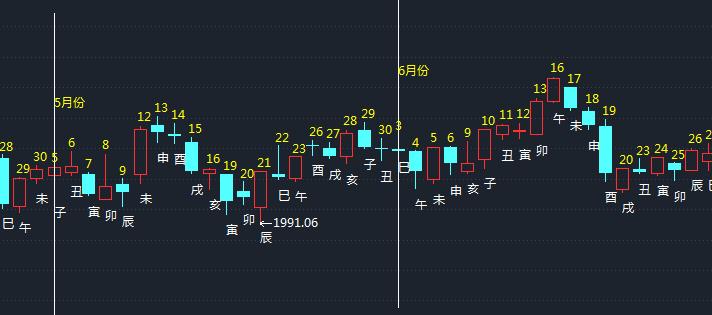 5月份
6月份
28 29 30 5 6 7 8 9 12 13 14 15 16 19 20 21 22 23 26 27 28 29 30 3 4 5 6 9 10 11 12 13 16 17 18 19 20 23 24 25 26
巳 午 未 子 丑 寅 卯 辰 未 申 酉 戌 亥 寅 卯 辰 巳 午 酉 戌 亥 子 丑 巳 午 未 申 亥 子 丑 寅 卯 午 未 申 酉 戌 丑 寅 卯 辰
←1991.06